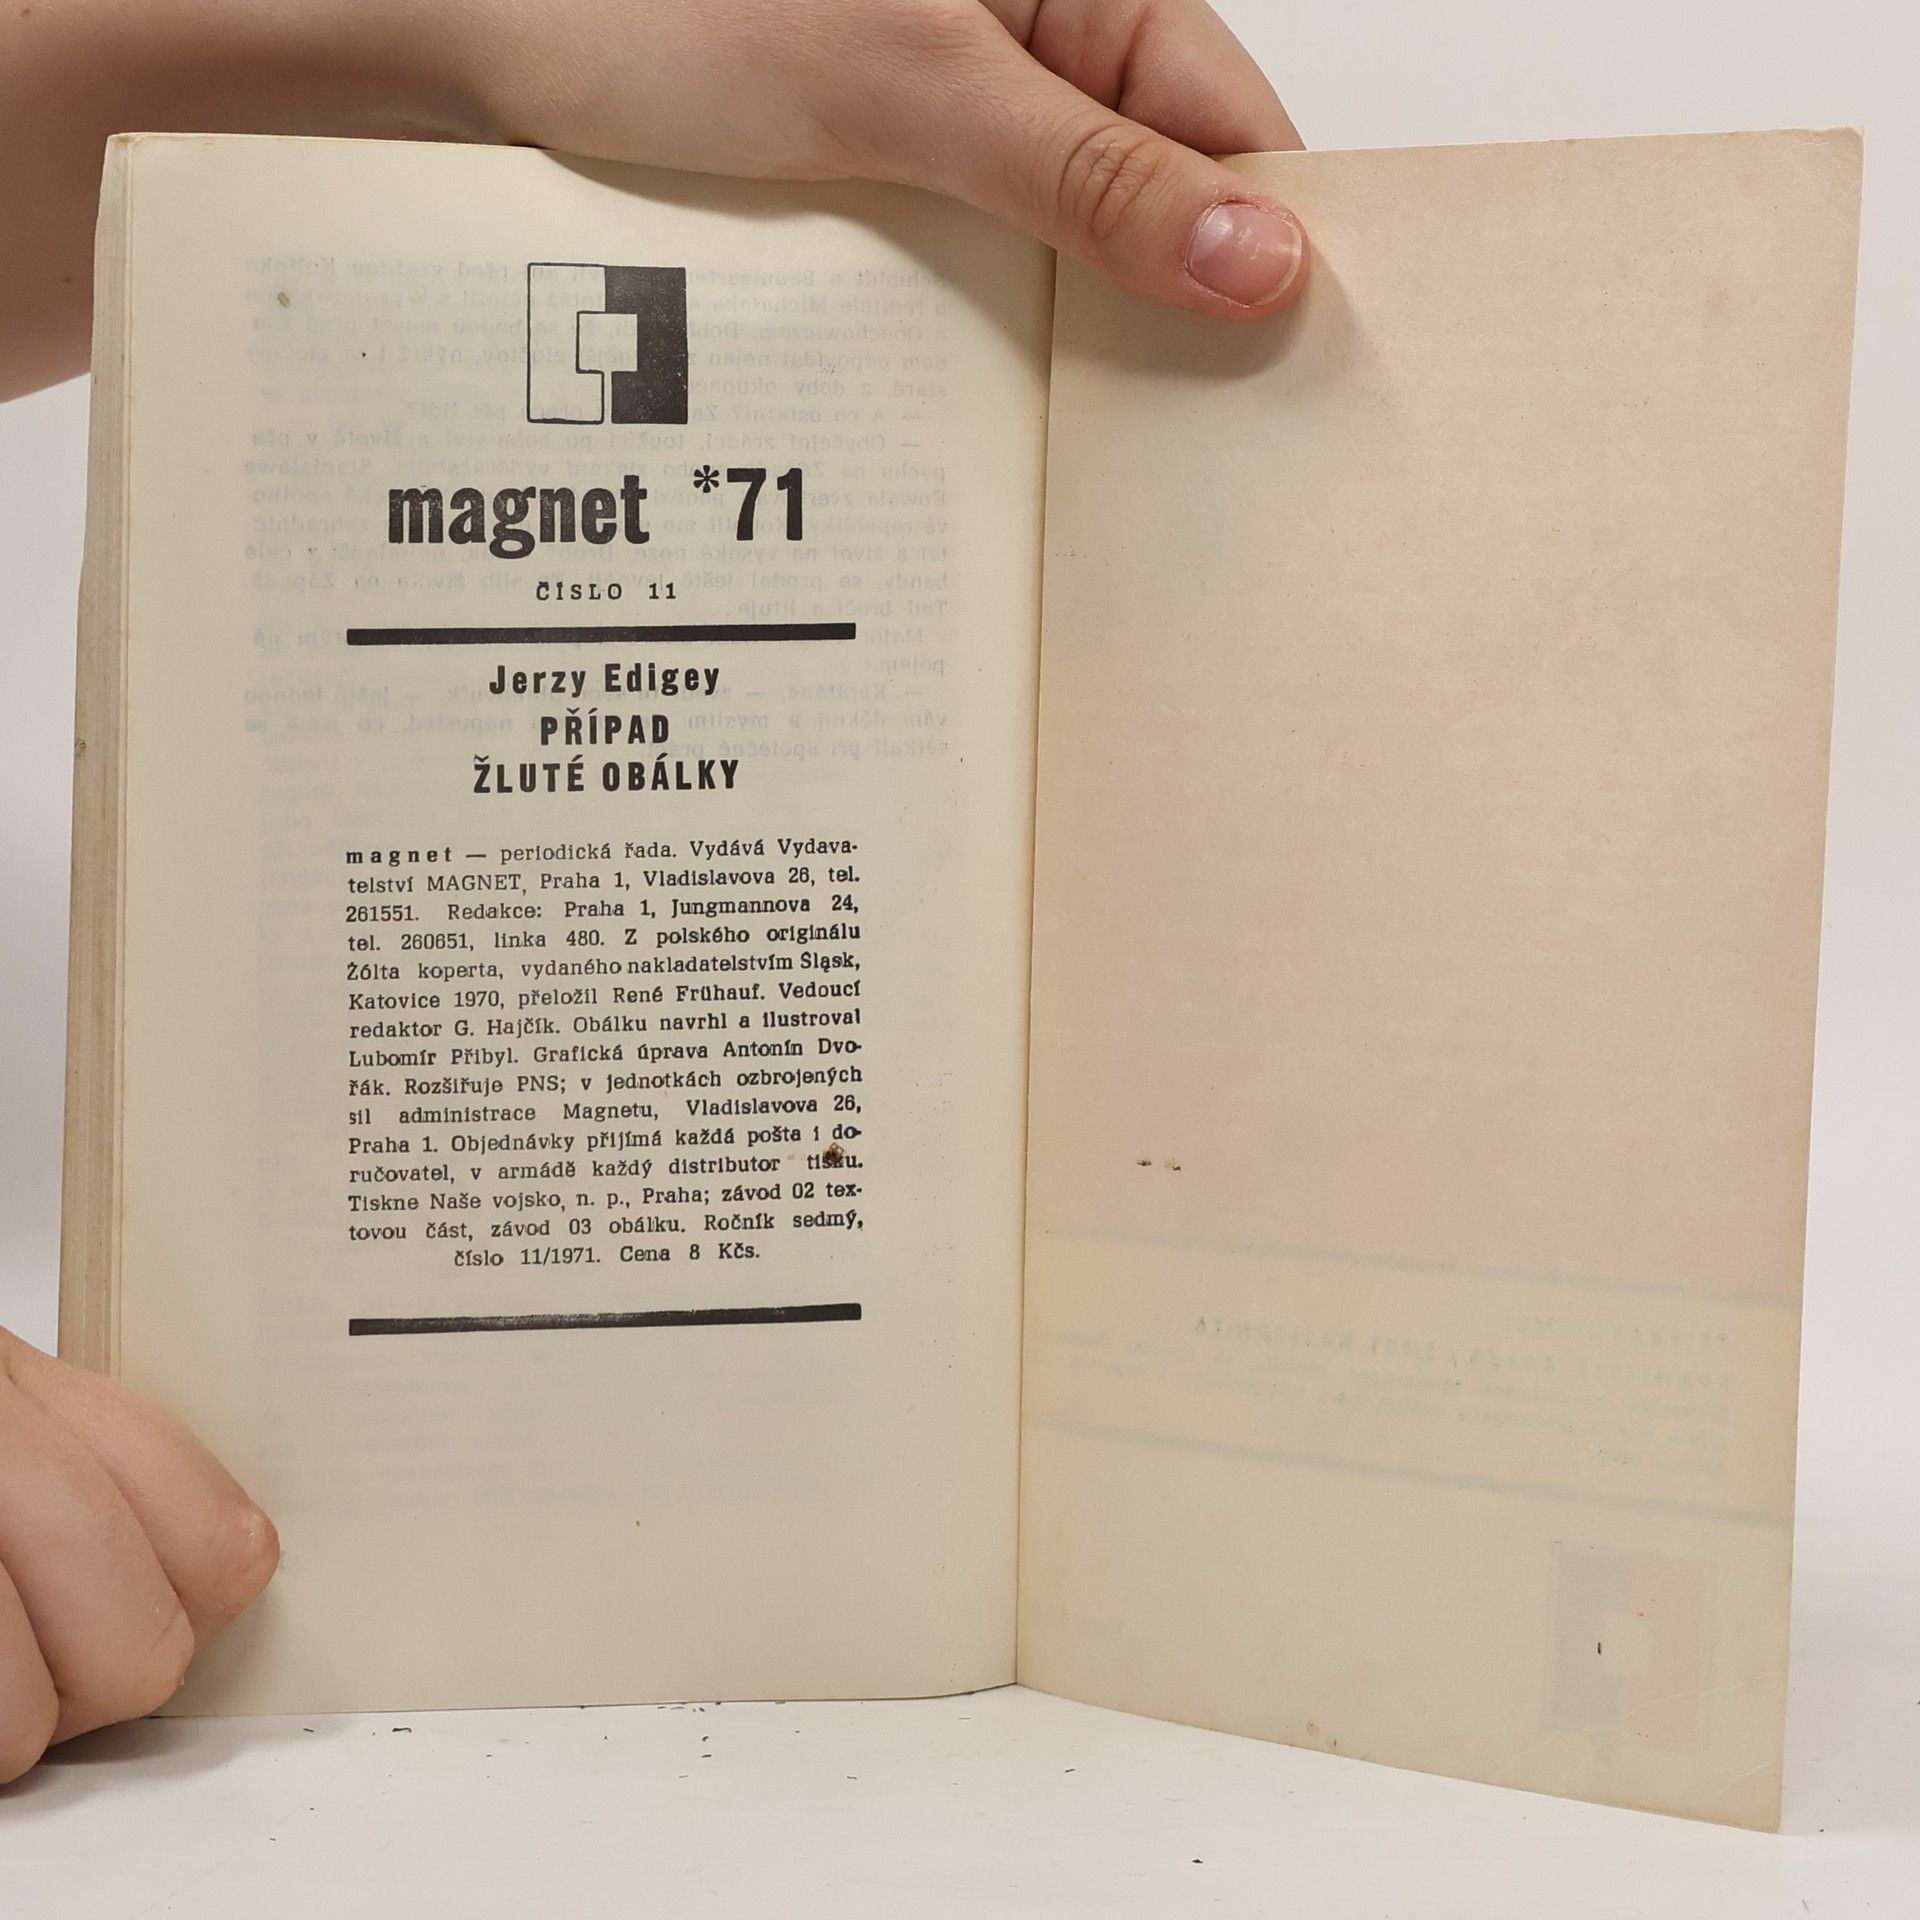 magnet *71
ČÍSLO 11
Jerzy Edigey
PŘÍPAD
ŽLUTÉ OBÁLKY
magnet — periodická řada. Vydává Vydava-
telství MAGNET, Praha 1, Vladislavova 26, tel.
261551. Redakce: Praha 1, Jungmannova 24,
tel. 260651, linka 480. Z polského originálu
Żółta koperta, vydaného nakladatelstvím Śląsk,
Katovice 1970, přeložil René Frühauf. Vedoucí
redaktor G. Hajčík. Obálku navrhl a ilustroval
Lubomír Přibyl. Grafická úprava Antonín Dvo-
řák. Rozšiřuje PNS; v jednotkách ozbrojených
sil administrace Magnetu, Vladislavova 26,
Praha 1. Objednávky přijímá každá pošta i do-
ručovatel, v armádě každý distributor tisku.
Tiskne Naše vojsko, n. p., Praha; závod 02 tex-
tovou část, závod 03 obálku. Ročník sedmý,
číslo 11/1971. Cena 8 Kčs.